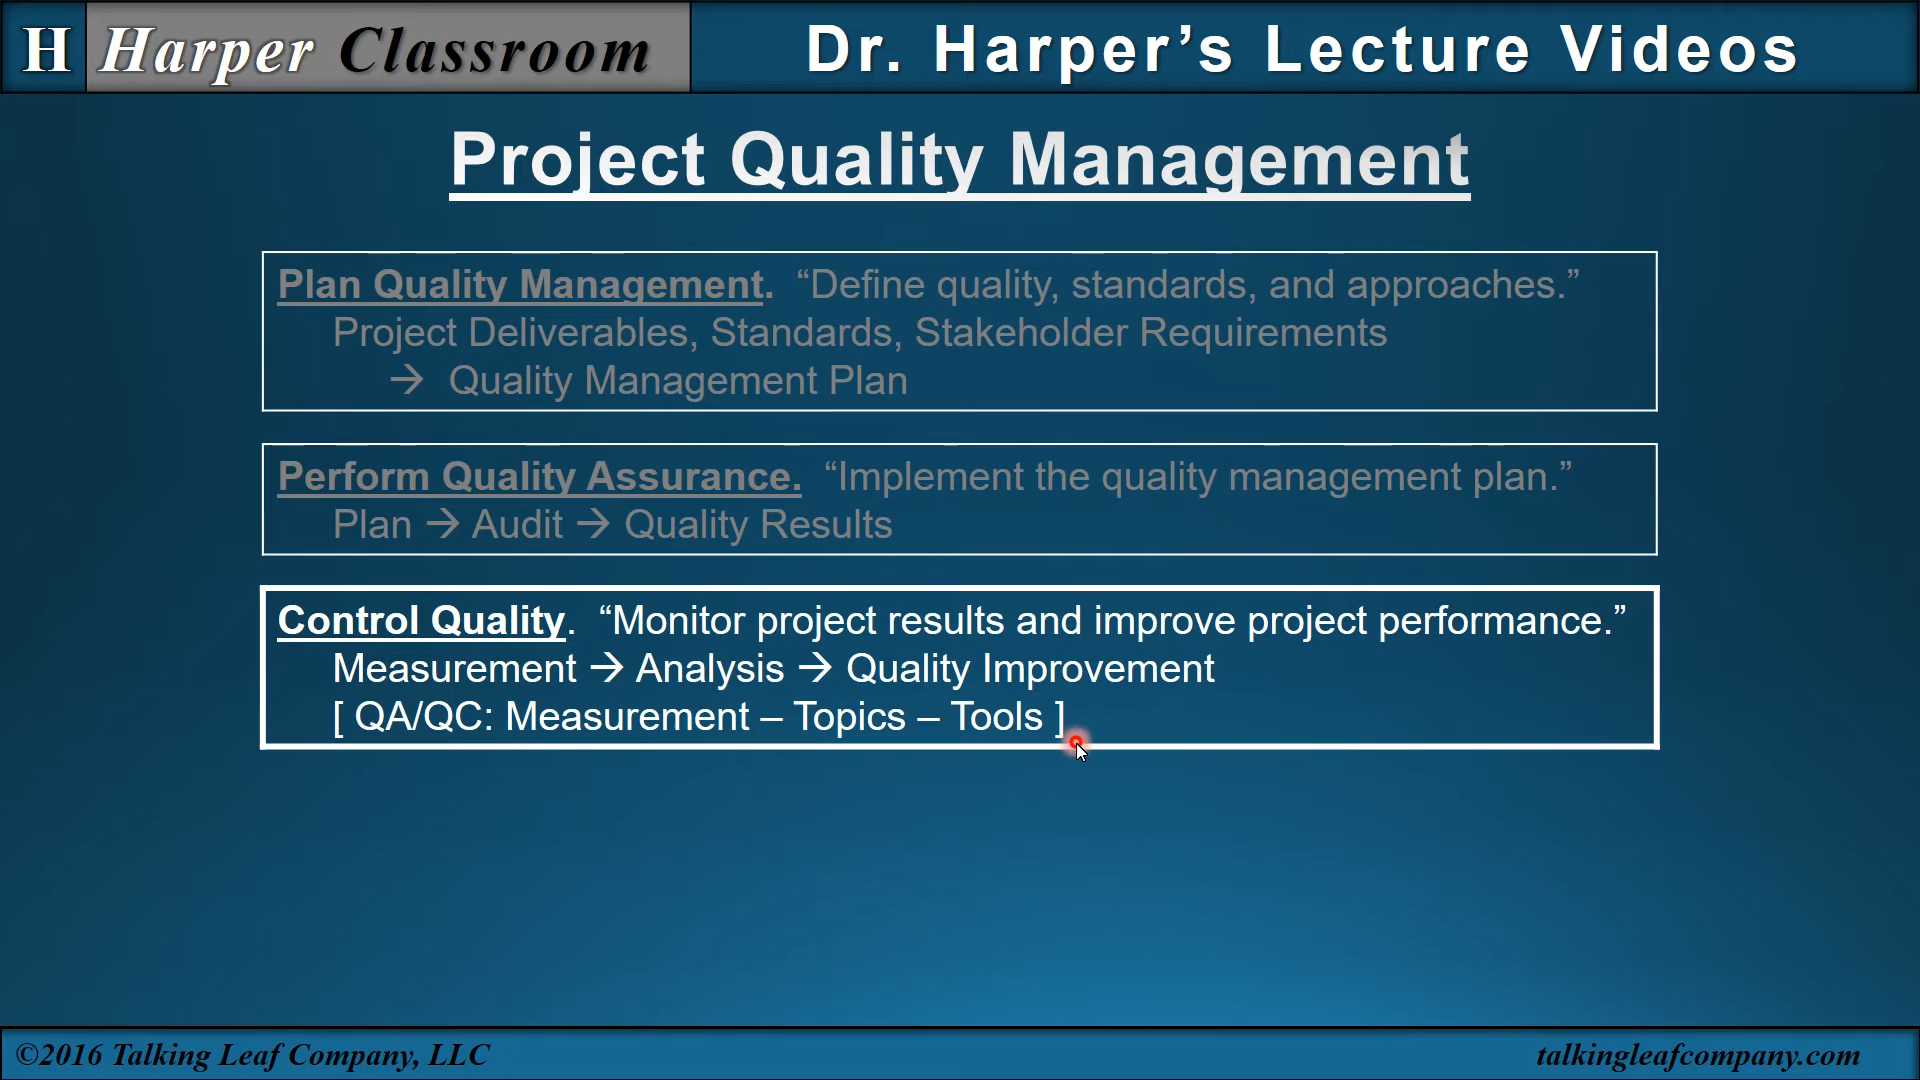 H Harper Classroom
Dr. Harper’s Lecture Videos
Project Quality Management
Plan Quality Management. “Define quality, standards, and approaches.”
Project Deliverables, Standards, Stakeholder Requirements
→ Quality Management Plan
Perform Quality Assurance. “Implement the quality management plan.”
Plan → Audit → Quality Results
Control Quality. “Monitor project results and improve project performance.”
Measurement → Analysis → Quality Improvement
[ QA/QC: Measurement – Topics – Tools ]
©2016 Talking Leaf Company, LLC
talkingleafcompany.com